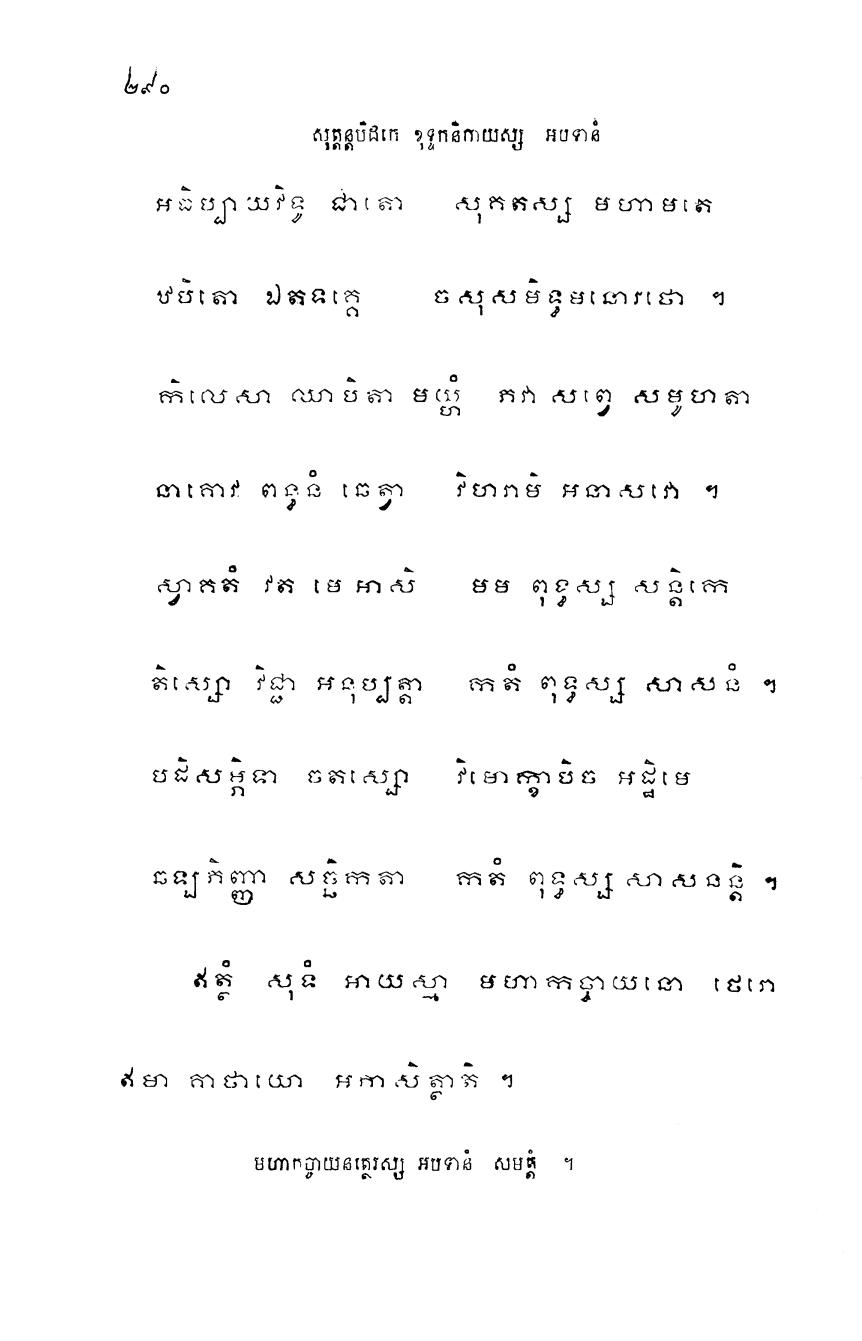 ២៩០
សុត្តន្តបិដកេ ខុទ្ទកនិកាយស្ស អបទានំ
អធិប្បាយវិទូ ជាតោ សុគតស្ស មហាមតេ
ឋបិតោ ឯតទគ្គេ ចសុសមិទ្ធមនោរថោ ។
កិលេសា ឈាបិតា មយ្ហំ ភវា សព្វេ សមូហតា
នាគោវ ពន្ធនំ ឆេត្វា វិហរាមិ អនាសវោ ។
ស្វាគតំ វត មេ អាសិ មម ពុទ្ធស្ស សន្តិកេ
តិស្សោ វិជ្ជា អនុប្បត្តា កតំ ពុទ្ធស្ស សាសនំ ។
បដិសម្ភិទា ចតស្សោ វិមោក្ខាបិច អដ្ឋិមេ
ឆឡភិញ្ញា សច្ឆិកតា កតំ ពុទ្ធស្ស សាសនន្តិ ។
ឥត្ថំ សុទំ អាយស្មា មហាកច្ចាយនោ ថេរោ
ឥមា គាថាយោ អភាសិត្ថាតិ ។
មហាកច្ចាយនត្ថេរស្ស អបទានំ សមត្តំ ។